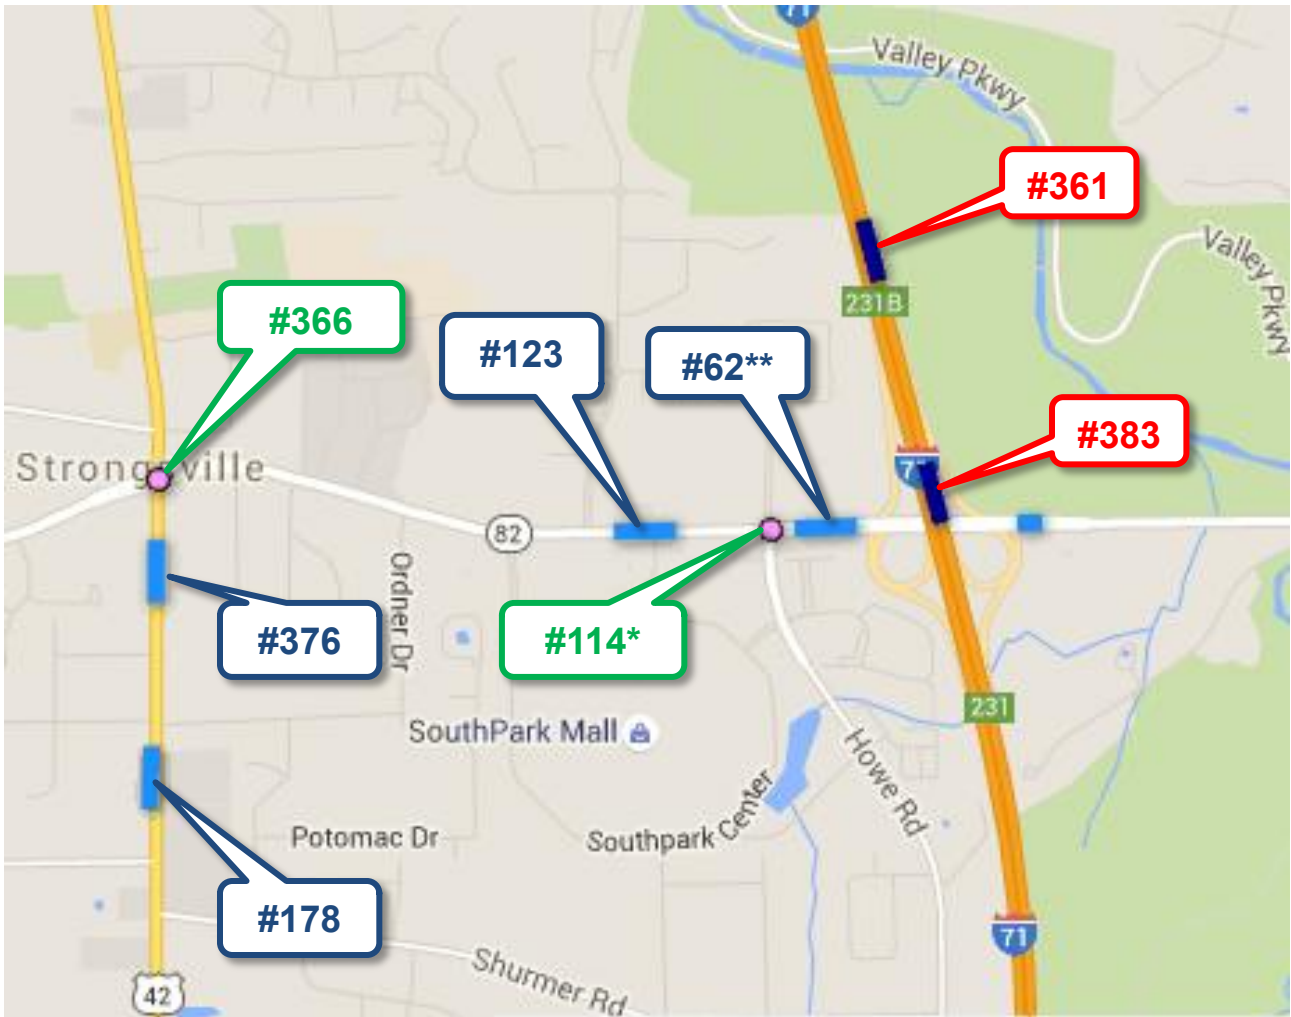 71
Valley Pkwy
#361
Valley Pkwy
231B
#366
#123
#62**
#383
Strongsville
71
82
Ordner Dr
#376
#114*
231
SouthPark Mall
Howe Rd
Southpark Center
Potomac Dr
#178
71
Shurmer Rd
42